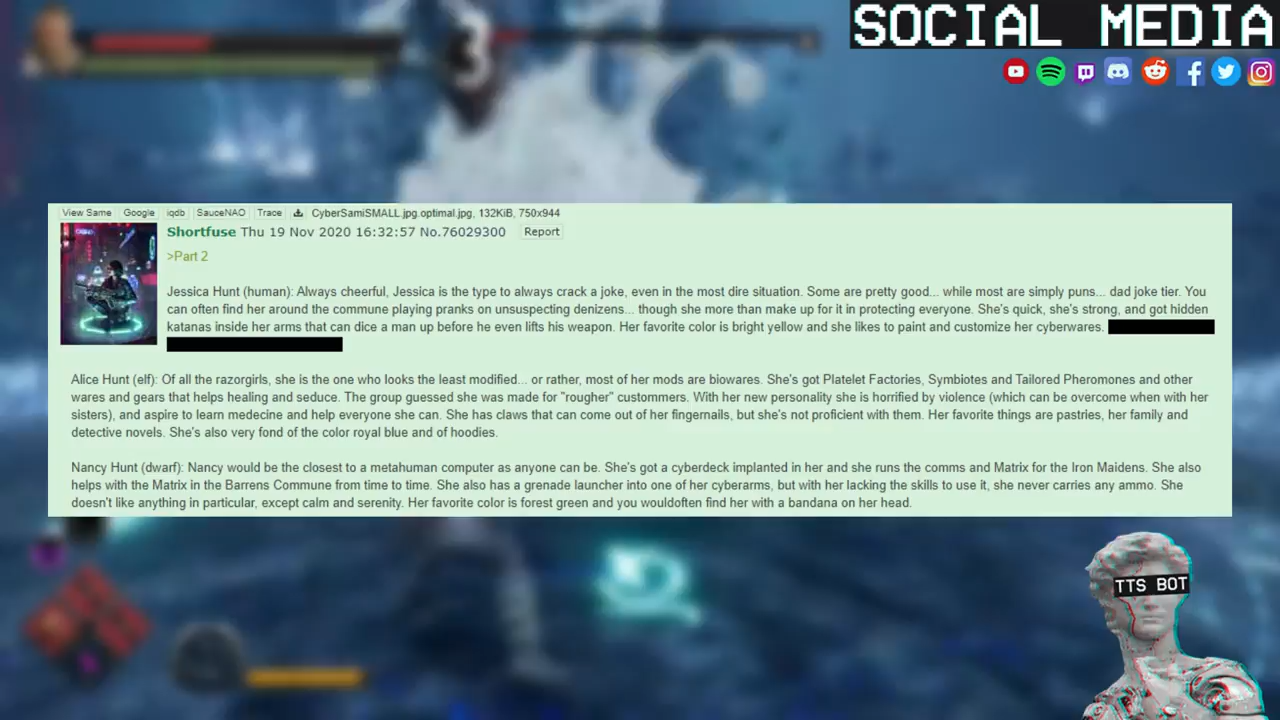 SOCIAL MEDIA
3
View Same Google iqdb SauceNAO Trace CyberSamiSMALL.jpg.optimal.jpg, 132KiB, 750x944
Shortfuse Thu 19 Nov 2020 16:32:57 No.76029300 Report
>Part 2
Jessica Hunt (human): Always cheerful, Jessica is the type to always crack a joke, even in the most dire situation. Some are pretty good... while most are simply puns... dad joke tier. You
can often find her around the commune playing pranks on unsuspecting denizens... though she more than make up for it in protecting everyone. She's quick, she's strong, and got hidden
katanas inside her arms that can dice a man up before he even lifts his weapon. Her favorite color is bright yellow and she likes to paint and customize her cyberwares.
Alice Hunt (elf): Of all the razorgirls, she is the one who looks the least modified... or rather, most of her mods are biowares. She's got Platelet Factories, Symbiotes and Tailored Pheromones and other
wares and gears that helps healing and seduce. The group guessed she was made for "rougher" custommers. With her new personality she is horrified by violence (which can be overcome when with her
sisters), and aspire to learn medecine and help everyone she can. She has claws that can come out of her fingernails, but she's not proficient with them. Her favorite things are pastries, her family and
detective novels. She's also very fond of the color royal blue and of hoodies.
Nancy Hunt (dwarf): Nancy would be the closest to a metahuman computer as anyone can be. She's got a cyberdeck implanted in her and she runs the comms and Matrix for the Iron Maidens. She also
helps with the Matrix in the Barrens Commune from time to time. She also has a grenade launcher into one of her cyberarms, but with her lacking the skills to use it, she never carries any ammo. She
doesn't like anything in particular, except calm and serenity. Her favorite color is forest green and you wouldoften find her with a bandana on her head.
TTS BOT